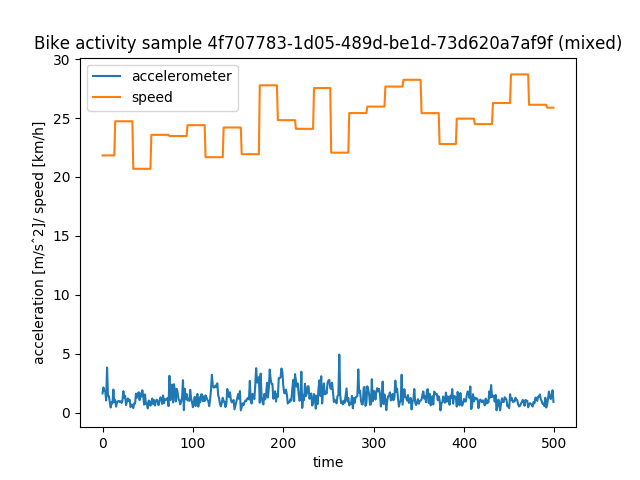 Bike activity sample 4f707783-1d05-489d-be1d-73d620a7af9f (mixed)
accelerometer
speed
acceleration [m/s^2]/ speed [km/h]
30
25
20
15
10
5
0
0 100 200 300 400 500
time